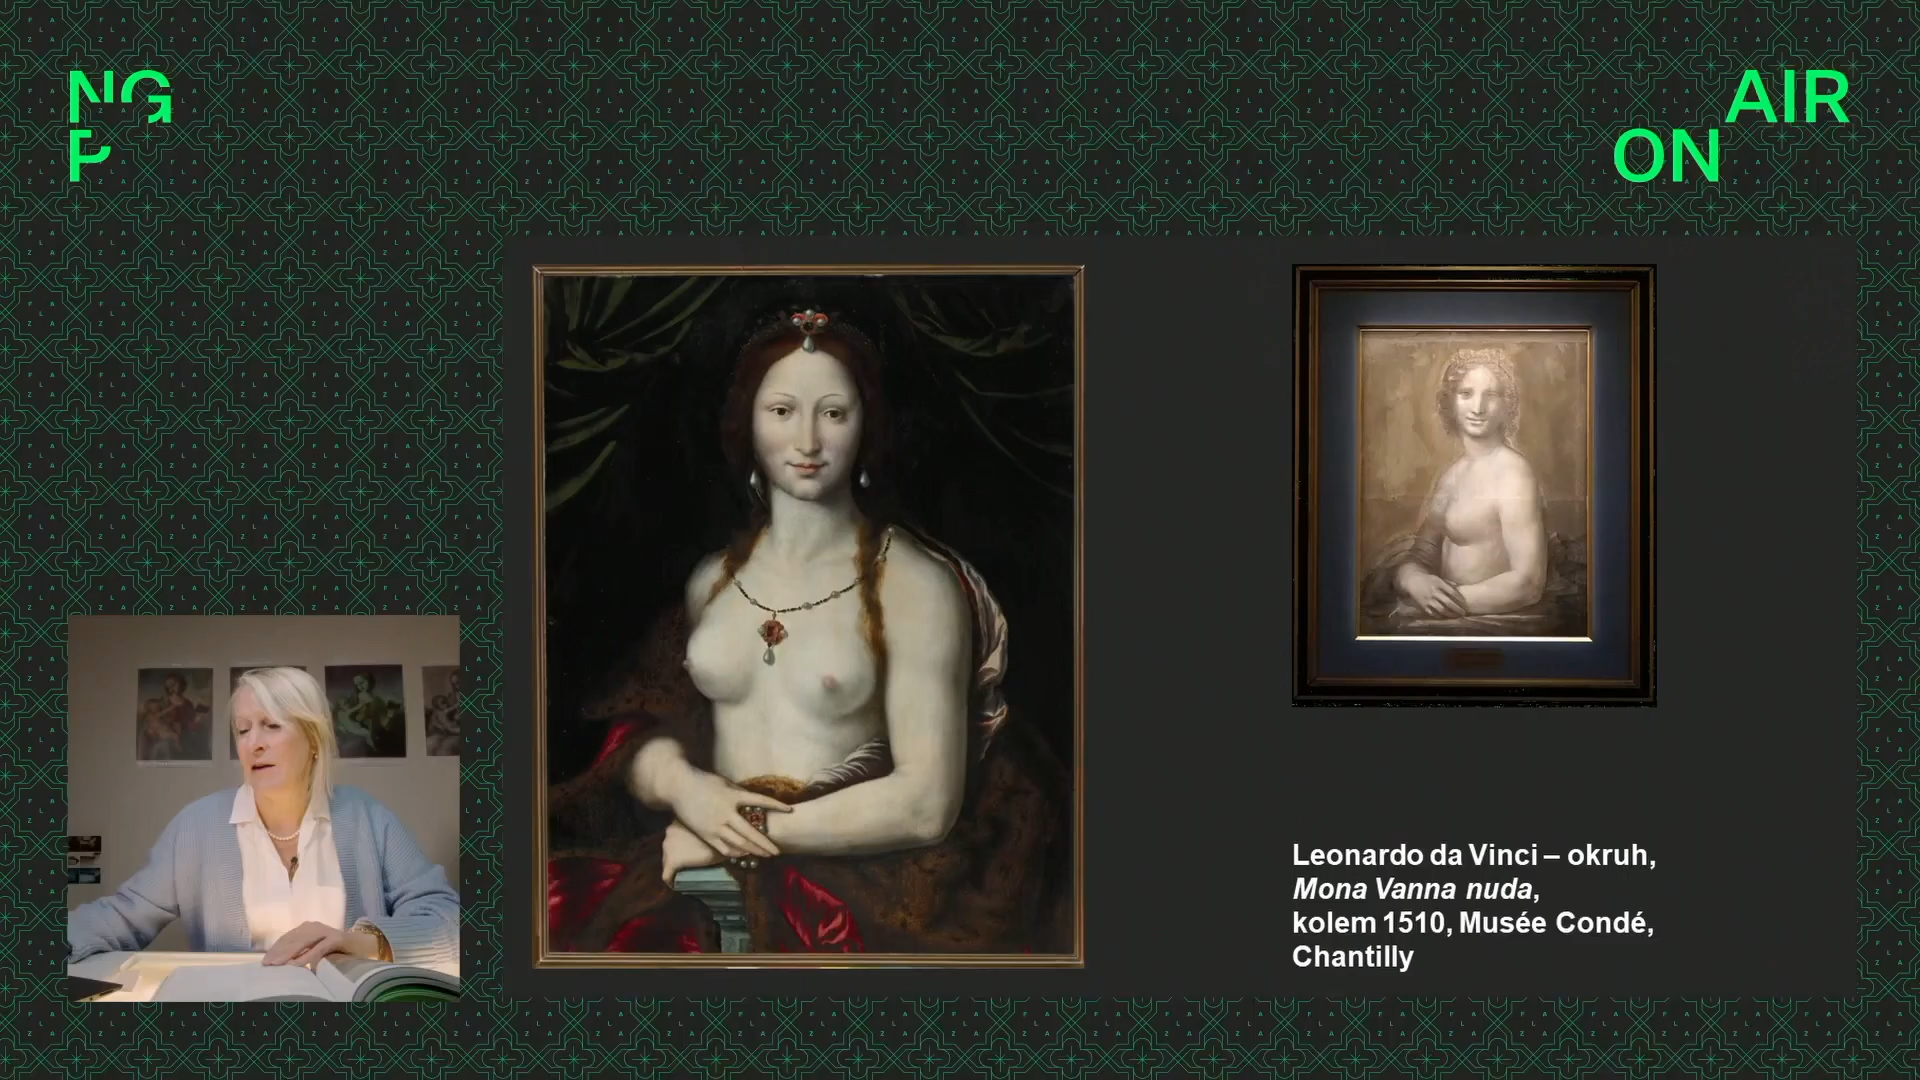 NG
P
AIR
ON
Leonardo da Vinci – okruh,
Mona Vanna nuda,
kolem 1510, Musée Condé,
Chantilly